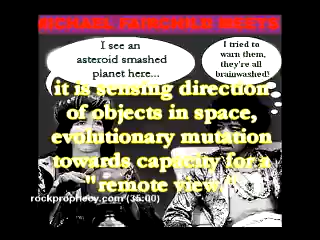 MICHAEL FAIRCHILD MEETS
I see an
asteroid smashed
planet here...
I tried to
warn them,
they're all
brainwashed!
it is sensing direction
of objects in space,
evolutionary mutation
towards capacity for a
"remote view."
rockprophecy.com (35:00)